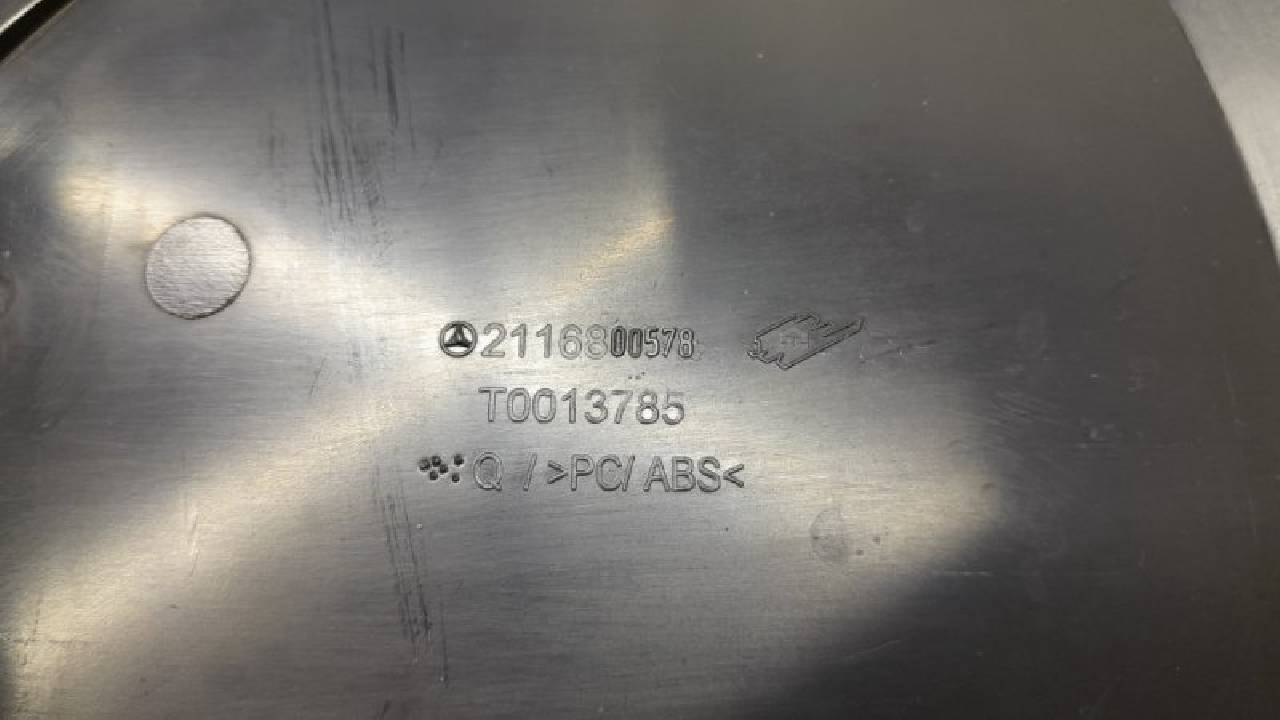 2116800578
T0013785
Q / >PC/ ABS<